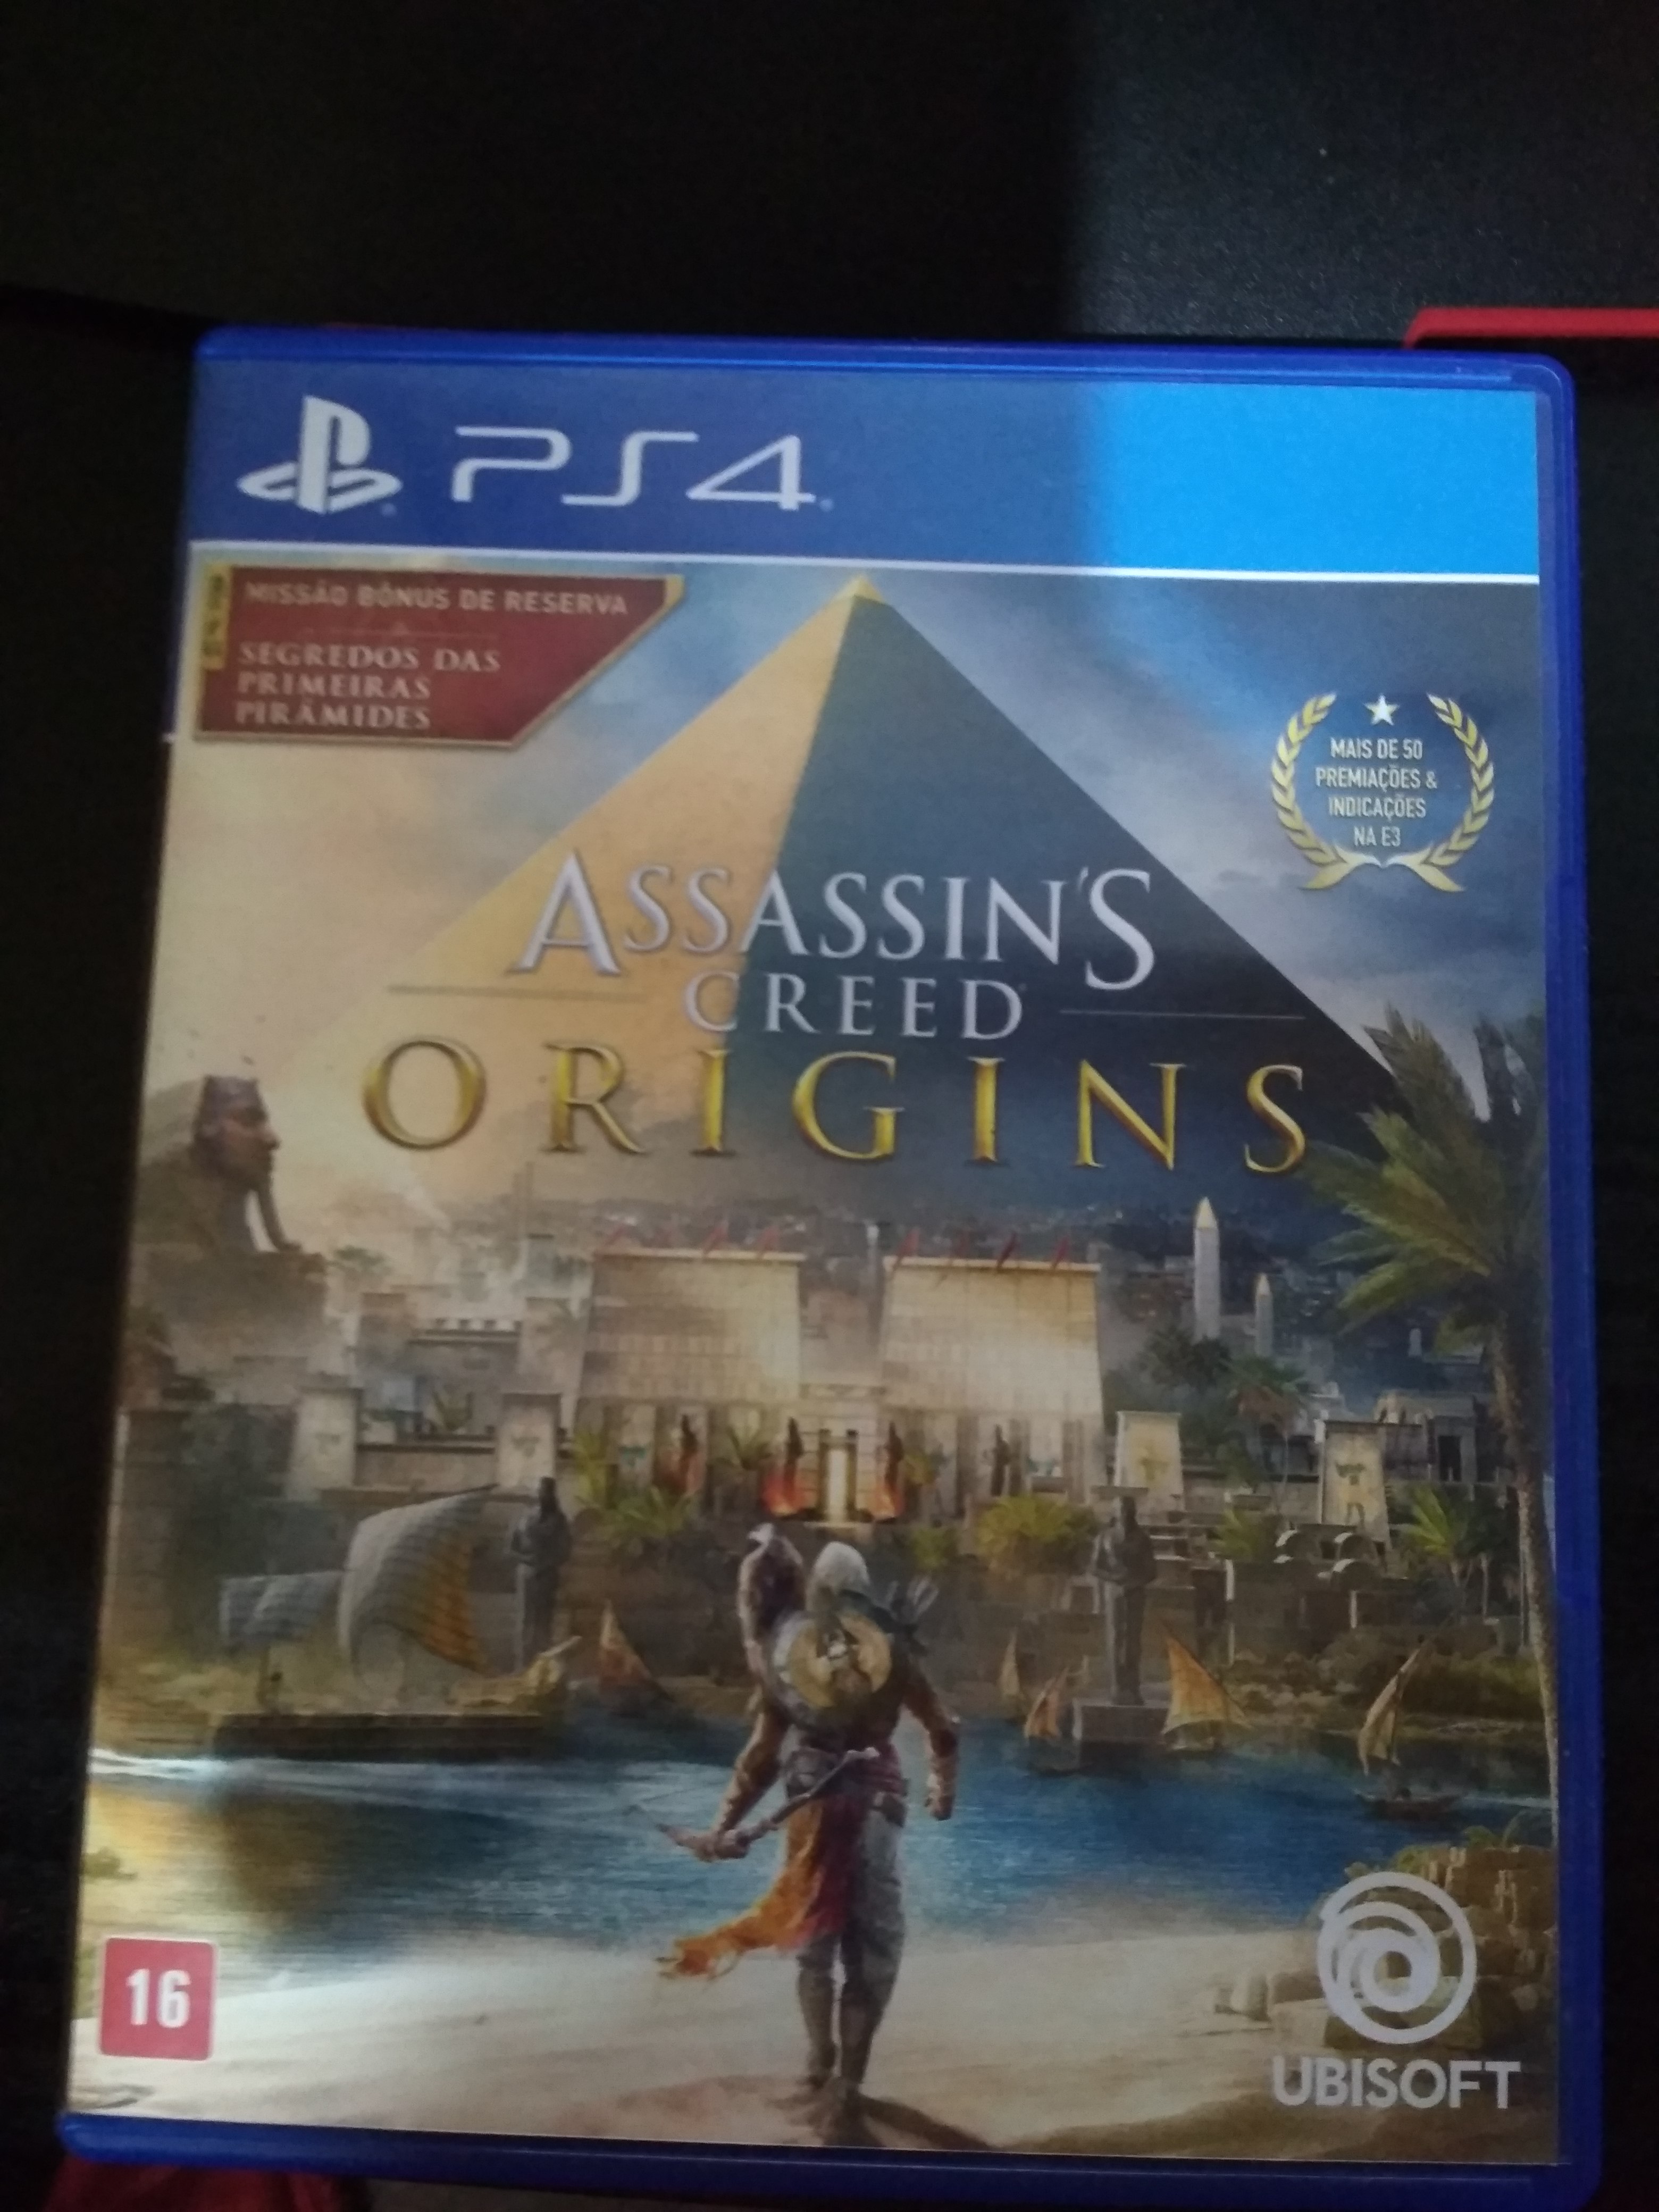 PS4
MISSÃO BÔNUS DE RESERVA
SEGREDOS DAS
PRIMEIRAS
PIRÂMIDES
MAIS DE 50
PREMIAÇÕES &
INDICAÇÕES
NA E3
ASSASSIN'S
CREED
ORIGINS
16
UBISOFT